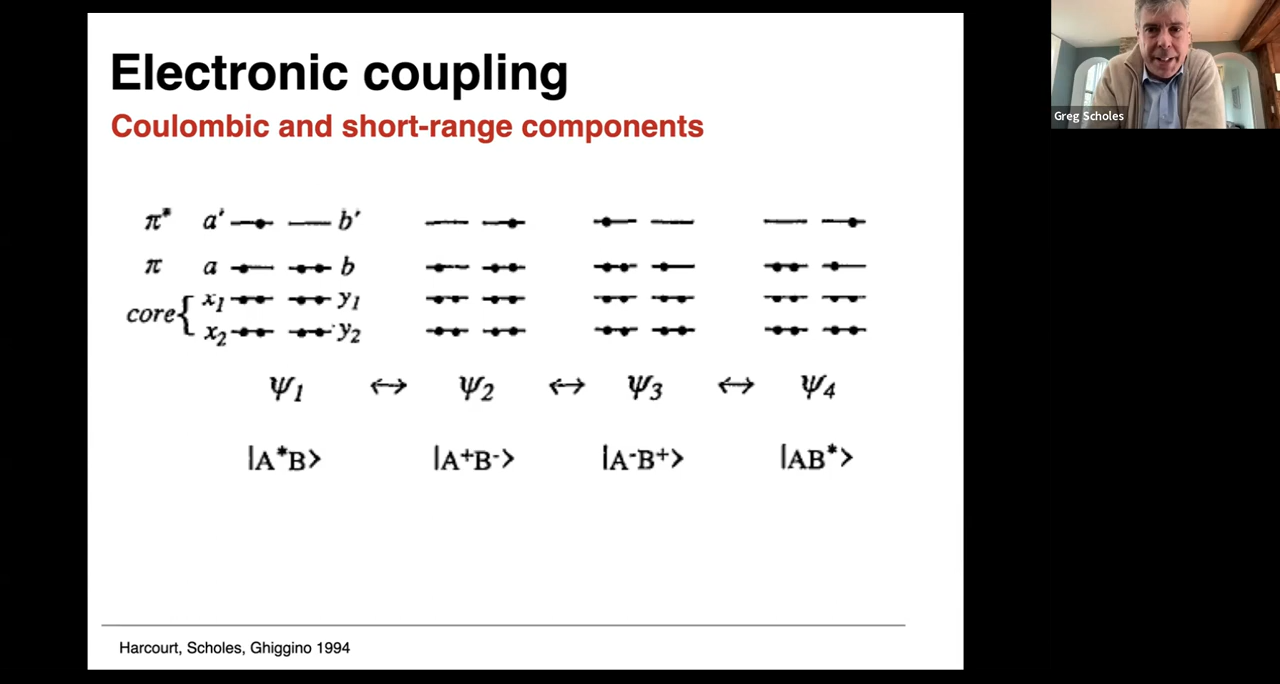 Electronic coupling
Coulombic and short-range components
Greg Scholes
π* a' b'
π a b
core{ x1 y1
x2 y2
Ψ1 ↔ Ψ2 ↔ Ψ3 ↔ Ψ4
|A*B> |A+B-> |A-B+> |AB*>
Harcourt, Scholes, Ghiggino 1994